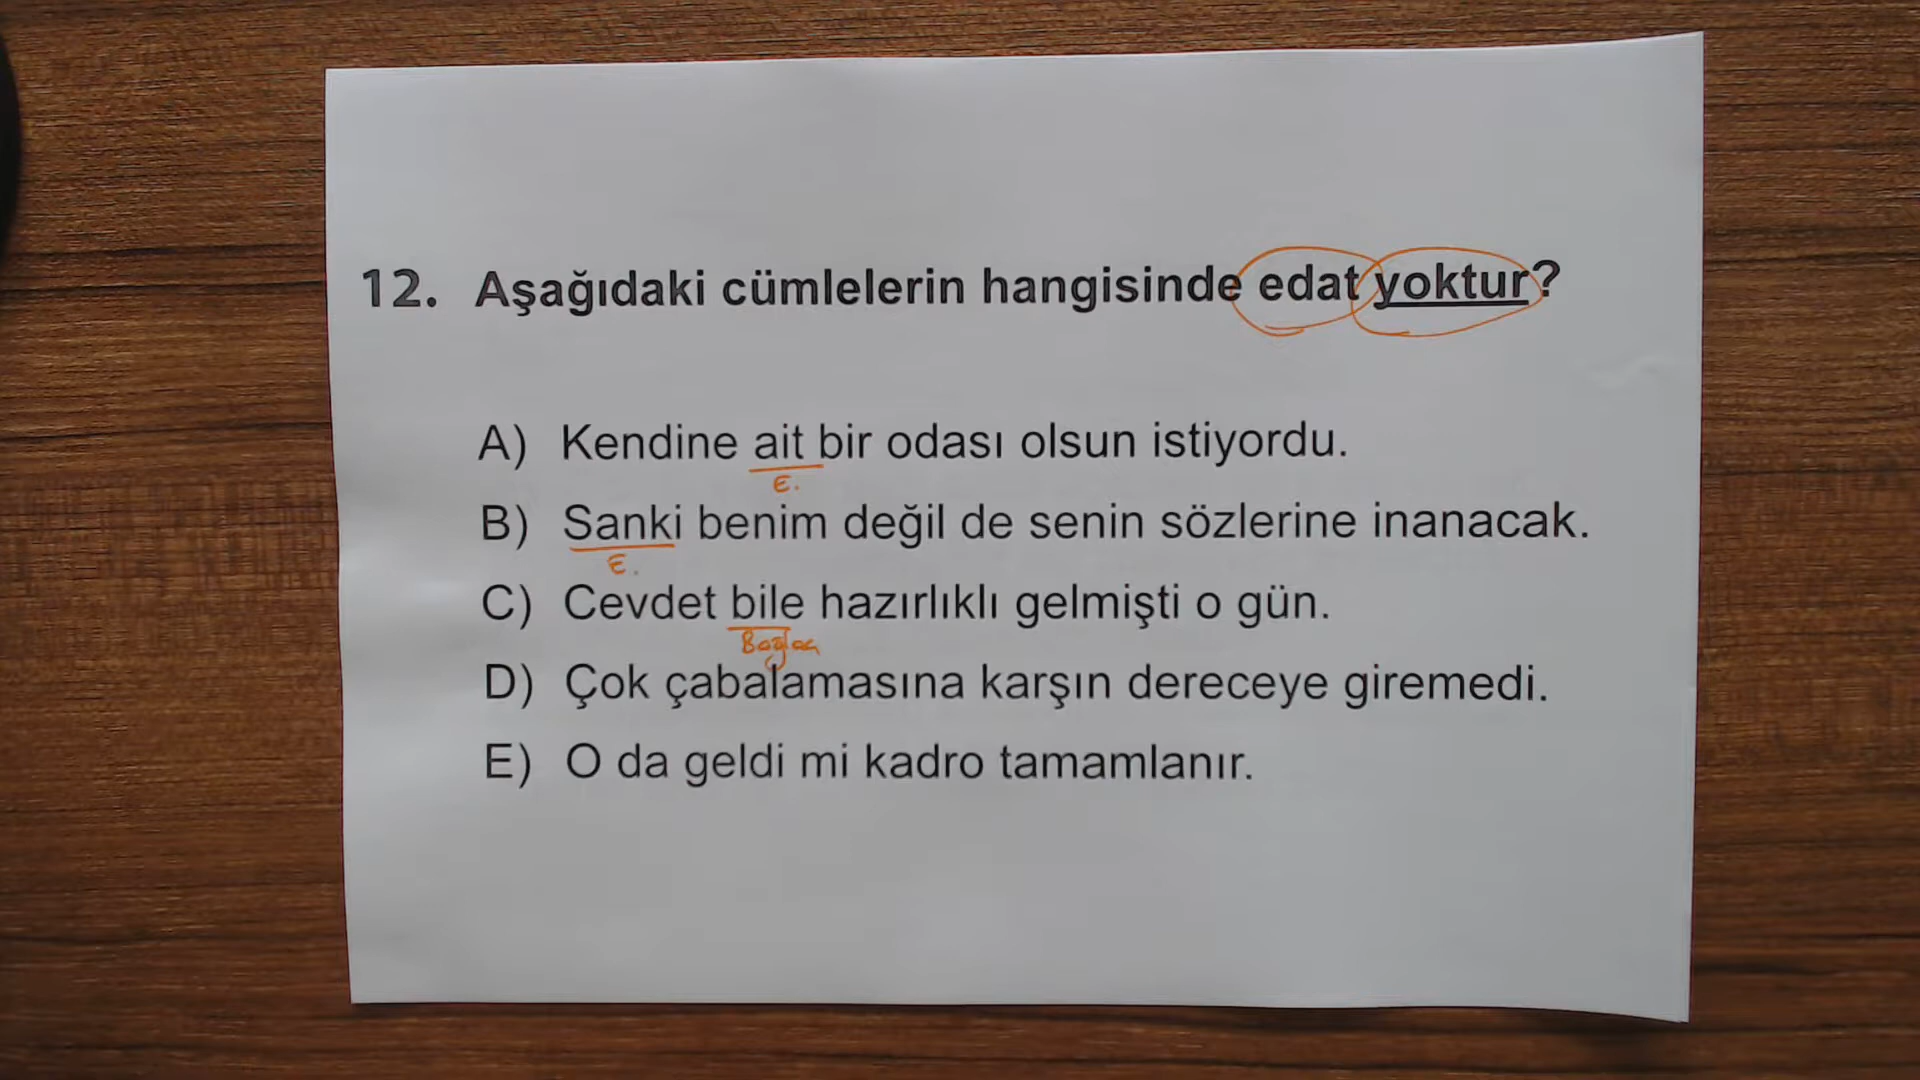 12. Aşağıdaki cümlelerin hangisinde edat yoktur?
A) Kendine ait bir odası olsun istiyordu.
E.
B) Sanki benim değil de senin sözlerine inanacak.
E.
C) Cevdet bile hazırlıklı gelmişti o gün.
Bağlaç
D) Çok çabalamasına karşın dereceye giremedi.
E) O da geldi mi kadro tamamlanır.